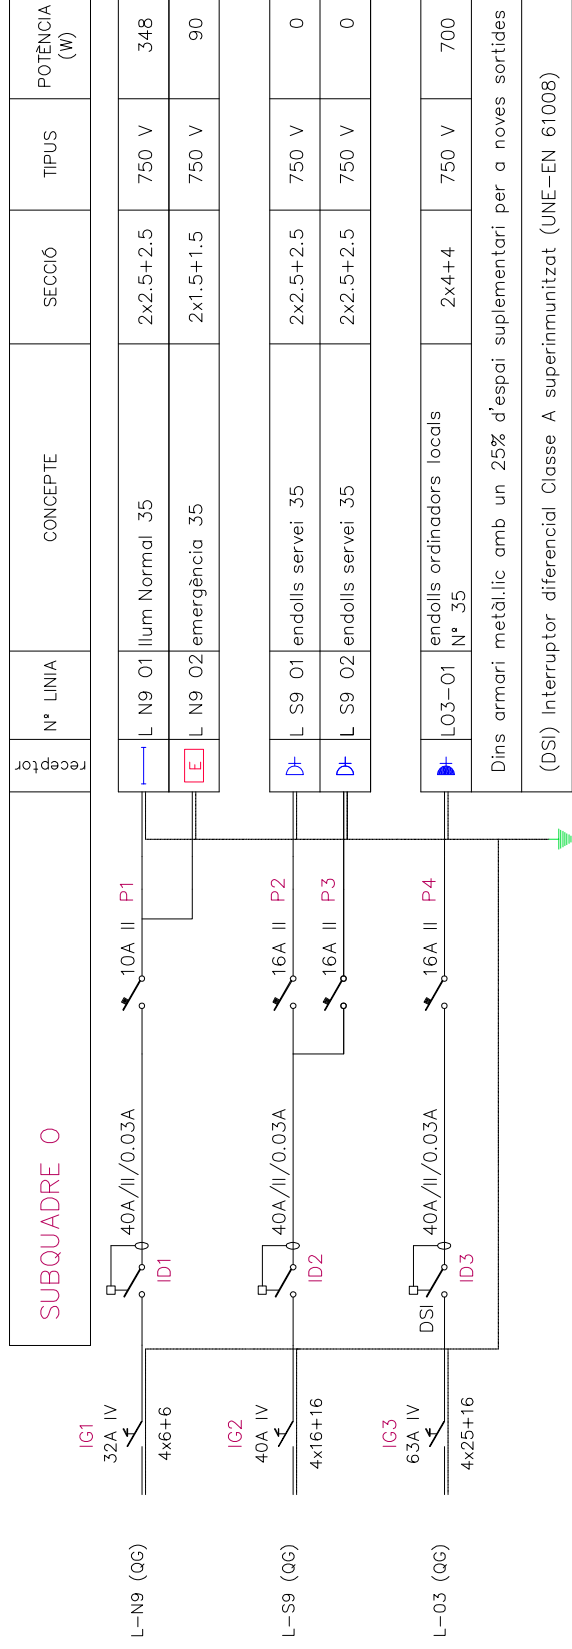 SUBQUADRE O
receptor
Nº LINIA
CONCEPTE
SECCIÓ
TIPUS
POTÈNCIA
(W)
L-N9 (QG)
IG1
32A IV
4x6+6
ID1
40A/II/0.03A
10A II P1
L N9 01
llum Normal 35
2x2.5+2.5
750 V
348
E
L N9 02
emergència 35
2x1.5+1.5
750 V
90
L-S9 (QG)
IG2
40A IV
4x16+16
ID2
40A/II/0.03A
16A II P2
L S9 01
endolls servei 35
2x2.5+2.5
750 V
0
16A II P3
L S9 02
endolls servei 35
2x2.5+2.5
750 V
0
L-03 (QG)
IG3
63A IV
4x25+16
DSI
ID3
40A/II/0.03A
16A II P4
L03-01
endolls ordinadors locals
Nº 35
2x4+4
750 V
700
Dins armari metàl.lic amb un 25% d'espai suplementari per a noves sortides
(DSI) Interruptor diferencial Classe A superinmunitzat (UNE-EN 61008)